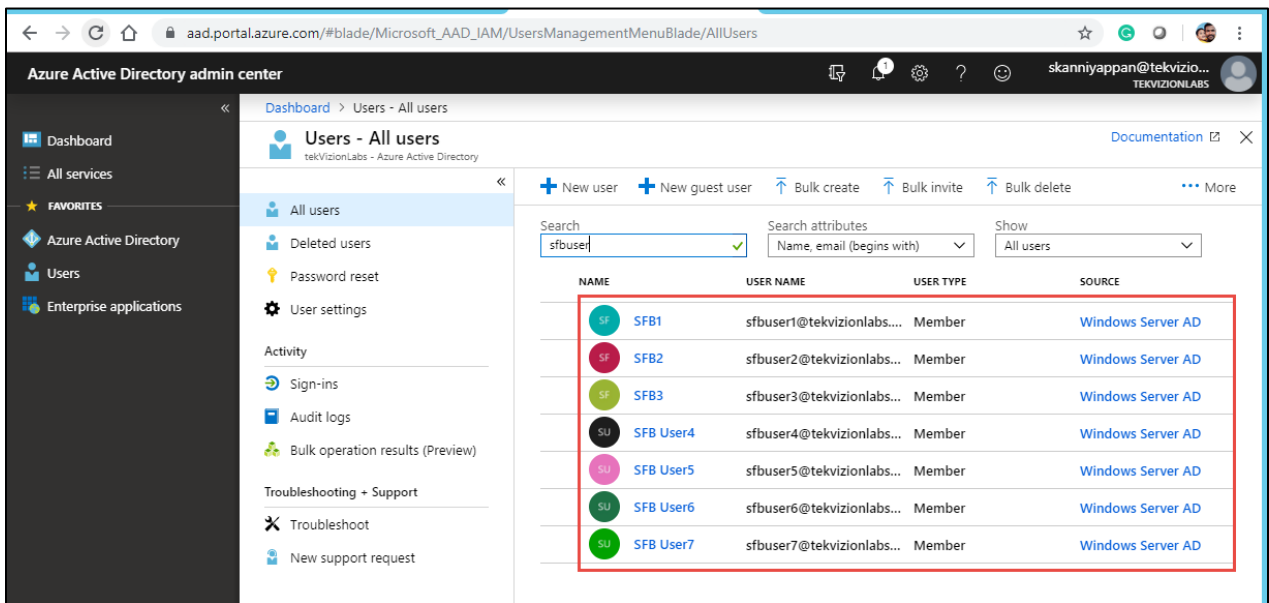 aad.portal.azure.com/#blade/Microsoft_AAD_IAM/UsersManagementMenuBlade/AllUsers
G
Azure Active Directory admin center
1
skanniyappan@tekvizio...
TEKVIZIONLABS
«
Dashboard
All services
FAVORITES
Azure Active Directory
Users
Enterprise applications
Dashboard > Users - All users
Users - All users
tekVizionLabs - Azure Active Directory
Documentation
«
All users
Deleted users
Password reset
User settings
Activity
Sign-ins
Audit logs
Bulk operation results (Preview)
Troubleshooting + Support
Troubleshoot
New support request
New user New guest user Bulk create Bulk invite Bulk delete ••• More
Search Search attributes Show
sfbuser Name, email (begins with) All users
NAME USER NAME USER TYPE SOURCE
SF SFB1 sfbuser1@tekvizionlabs.... Member Windows Server AD
SF SFB2 sfbuser2@tekvizionlabs... Member Windows Server AD
SF SFB3 sfbuser3@tekvizionlabs... Member Windows Server AD
SU SFB User4 sfbuser4@tekvizionlabs... Member Windows Server AD
SU SFB User5 sfbuser5@tekvizionlabs... Member Windows Server AD
SU SFB User6 sfbuser6@tekvizionlabs... Member Windows Server AD
SU SFB User7 sfbuser7@tekvizionlabs... Member Windows Server AD